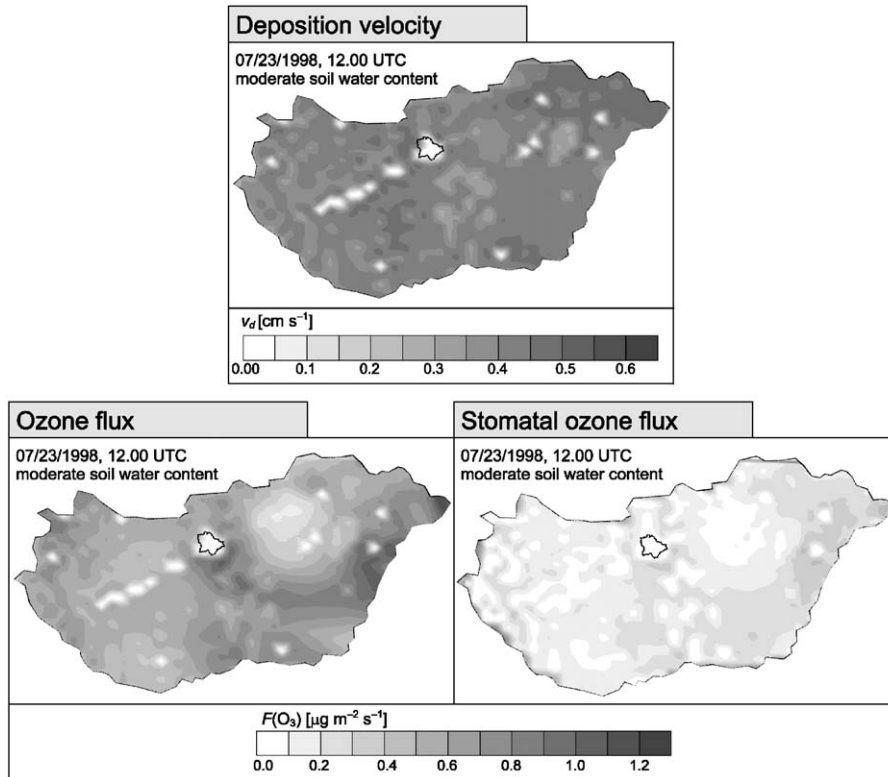 Deposition velocity
07/23/1998, 12.00 UTC
moderate soil water content
v_d [cm s⁻¹]
0.00 0.1 0.2 0.3 0.4 0.5 0.6
Ozone flux
07/23/1998, 12.00 UTC
moderate soil water content
Stomatal ozone flux
07/23/1998, 12.00 UTC
moderate soil water content
F(O₃) [µg m⁻² s⁻¹]
0.0 0.2 0.4 0.6 0.8 1.0 1.2